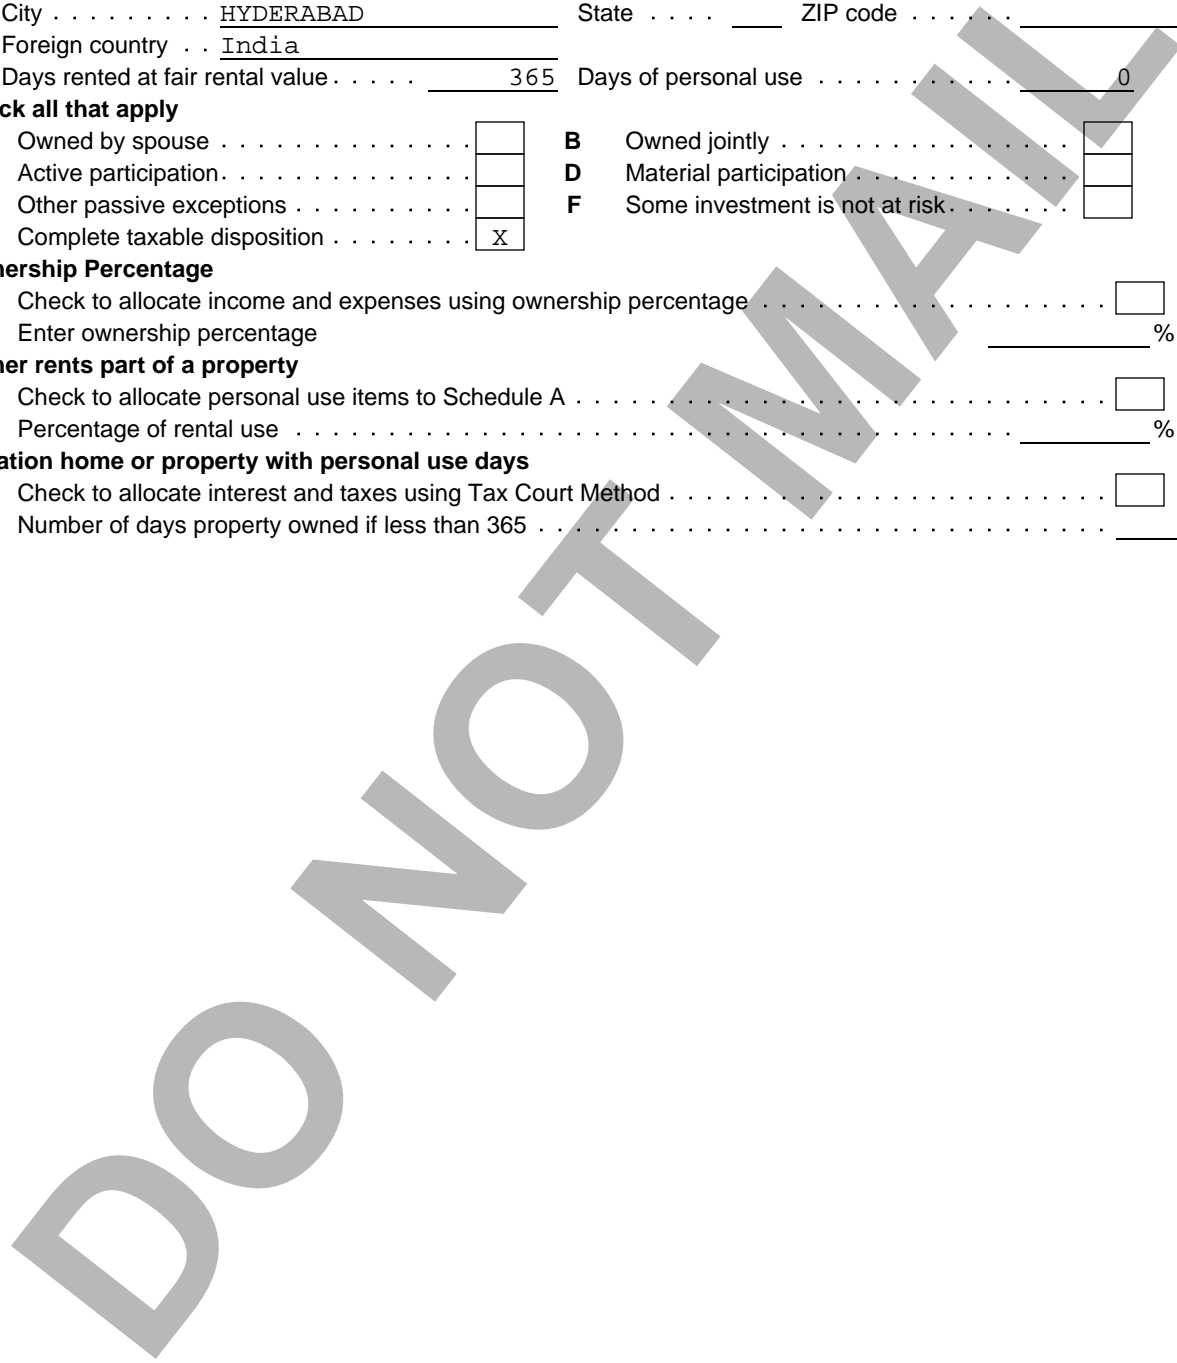 City . . . . . . . . . HYDERABAD State . . . . ZIP code . . . . . .
Foreign country . . India
Days rented at fair rental value . . . . . 365 Days of personal use . . . . . . . . . . . 0
ck all that apply
Owned by spouse . . . . . . . . . . . . . . . B Owned jointly . . . . . . . . . . . . . . . . .
Active participation . . . . . . . . . . . . . . . D Material participation . . . . . . . . . . . . .
Other passive exceptions . . . . . . . . . . F Some investment is not at risk . . . . . . .
Complete taxable disposition . . . . . . . . X
nership Percentage
Check to allocate income and expenses using ownership percentage . . . . . . . . . . . . . . . . . . . . .
Enter ownership percentage %
ner rents part of a property
Check to allocate personal use items to Schedule A . . . . . . . . . . . . . . . . . . . . . . . . . . . . . . . . .
Percentage of rental use . . . . . . . . . . . . . . . . . . . . . . . . . . . . . . . . . . . . . . . . . . . . %
ation home or property with personal use days
Check to allocate interest and taxes using Tax Court Method . . . . . . . . . . . . . . . . . . . . . . . . . . .
Number of days property owned if less than 365 . . . . . . . . . . . . . . . . . . . . . . . . . . . . . . . . . . .
DO NOT MAIL